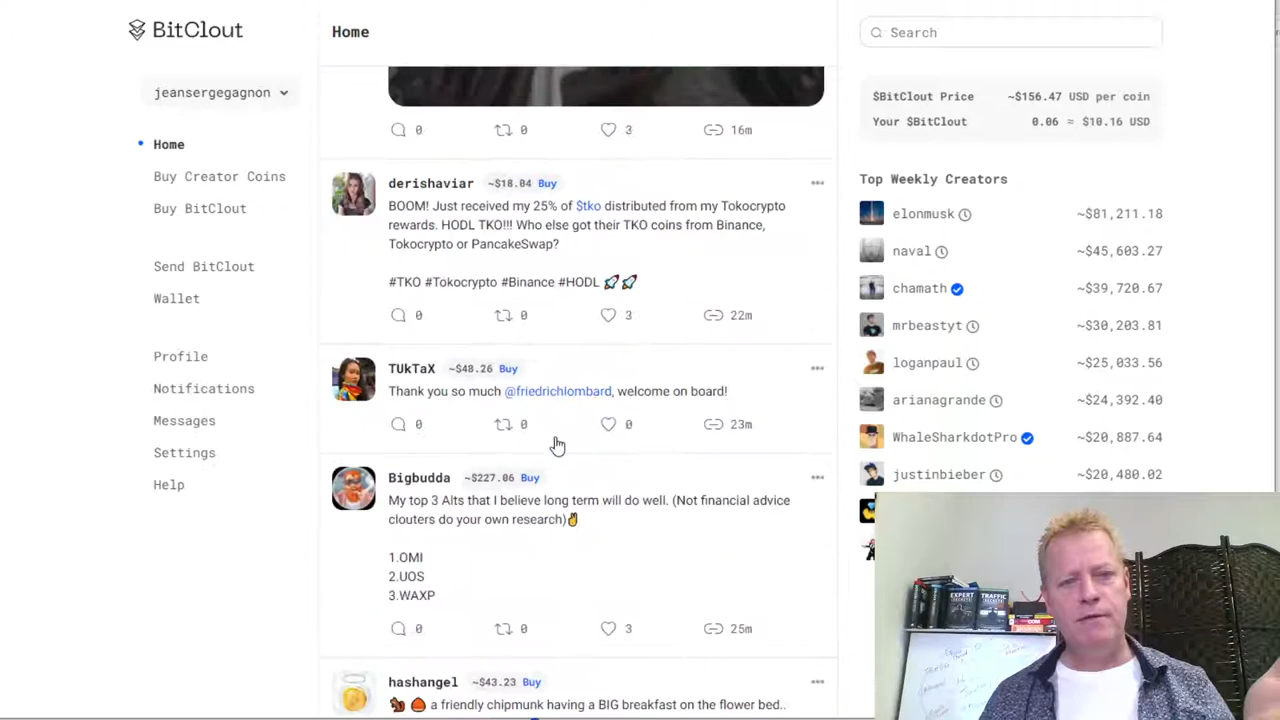 BitClout
jeansergegagnon
Home
Buy Creator Coins
Buy BitClout
Send BitClout
Wallet
Profile
Notifications
Messages
Settings
Help
Home
0 0 3 16m
derishaviar ~$18.04 Buy
BOOM! Just received my 25% of $tko distributed from my Tokocrypto
rewards. HODL TKO!!! Who else got their TKO coins from Binance,
Tokocrypto or PancakeSwap?
#TKO #Tokocrypto #Binance #HODL 🚀🚀
0 0 3 22m
TUkTaX ~$48.26 Buy
Thank you so much @friedrichlombard, welcome on board!
0 0 0 23m
Bigbudda ~$227.06 Buy
My top 3 Alts that I believe long term will do well. (Not financial advice
clouters do your own research)✌
1.OMI
2.UOS
3.WAXP
0 0 3 25m
hashangel ~$43.23 Buy
🐿 🌰 a friendly chipmunk having a BIG breakfast on the flower bed..
Search
$BitClout Price ~$156.47 USD per coin
Your $BitClout 0.06 ≈ $10.16 USD
Top Weekly Creators
elonmusk ~$81,211.18
naval ~$45,603.27
chamath ~$39,720.67
mrbeastyt ~$30,203.81
loganpaul ~$25,033.56
arianagrande ~$24,392.40
WhaleSharkdotPro ~$20,887.64
justinbieber ~$20,480.02
EXPERT
SECRETS
TRAFFIC
SECRETS